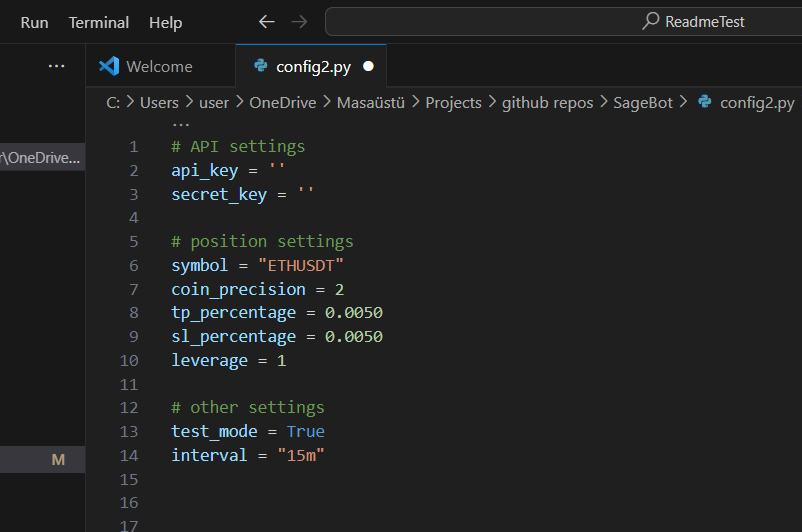 Run Terminal Help ← → ReadmeTest
... Welcome config2.py ●
C: > Users > user > OneDrive > Masaüstü > Projects > github repos > SageBot > config2.py
...
r\OneDrive...
1 # API settings
2 api_key = ''
3 secret_key = ''
4
5 # position settings
6 symbol = "ETHUSDT"
7 coin_precision = 2
8 tp_percentage = 0.0050
9 sl_percentage = 0.0050
10 leverage = 1
11
12 # other settings
13 test_mode = True
14 interval = "15m"
M
15
16
17